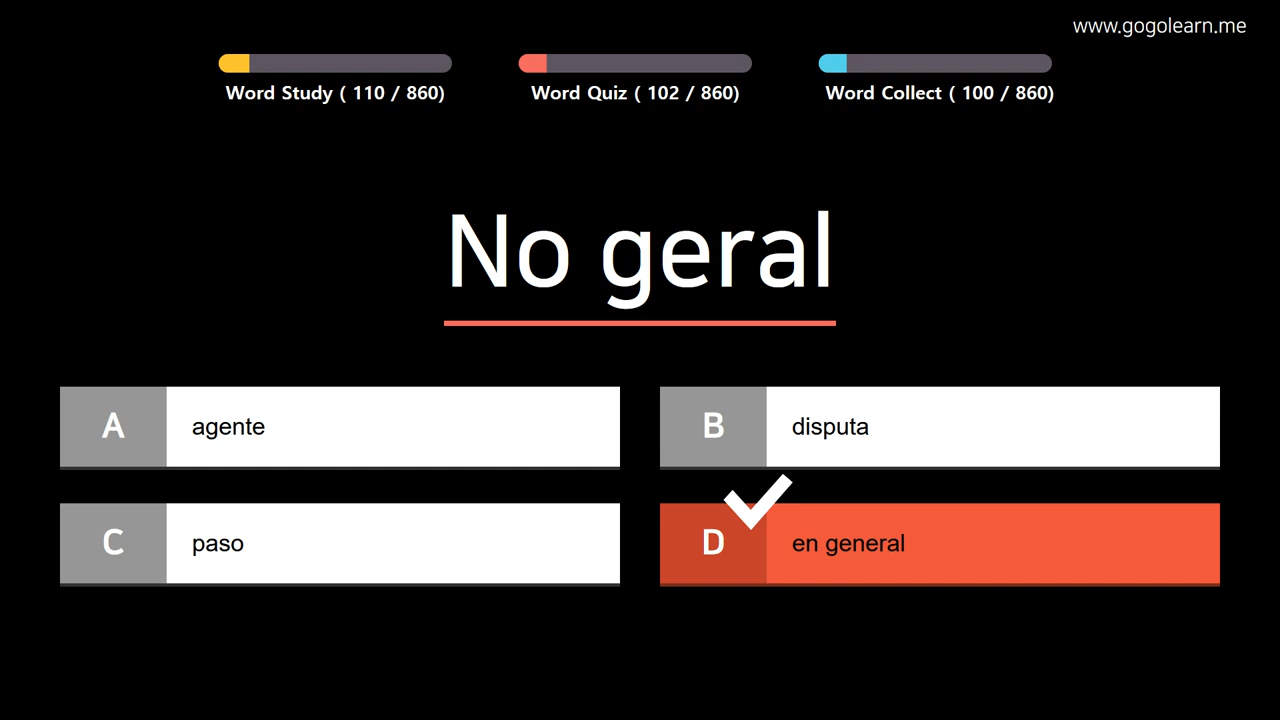 www.gogolearn.me
Word Study ( 110 / 860)
Word Quiz ( 102 / 860)
Word Collect ( 100 / 860)
No geral
A agente
B disputa
C paso
D en general